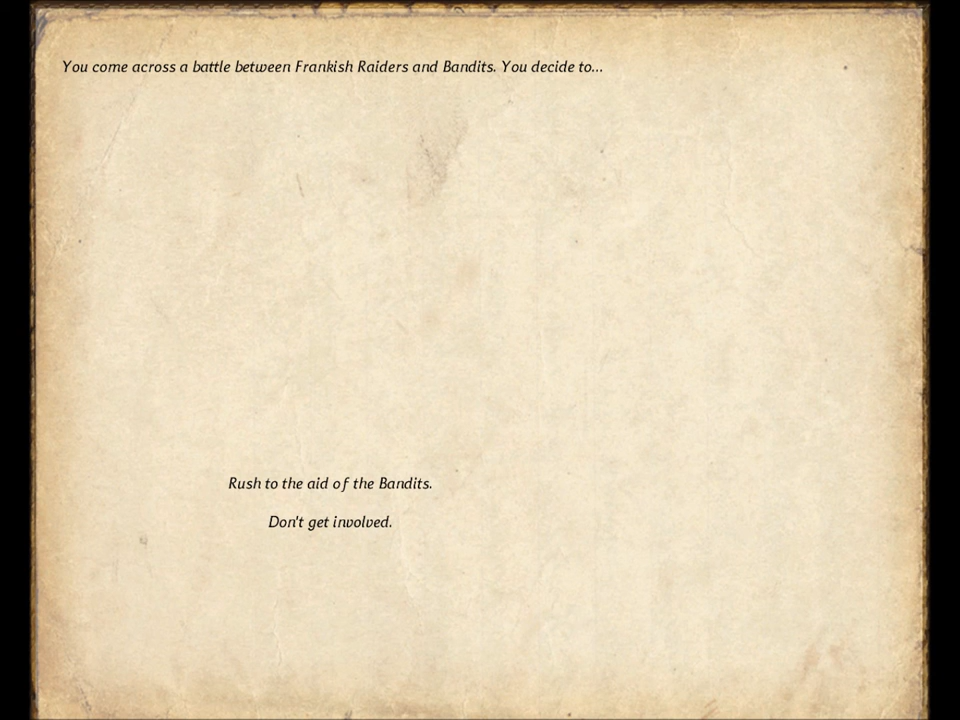 You come across a battle between Frankish Raiders and Bandits. You decide to...
Rush to the aid of the Bandits.
Don't get involved.